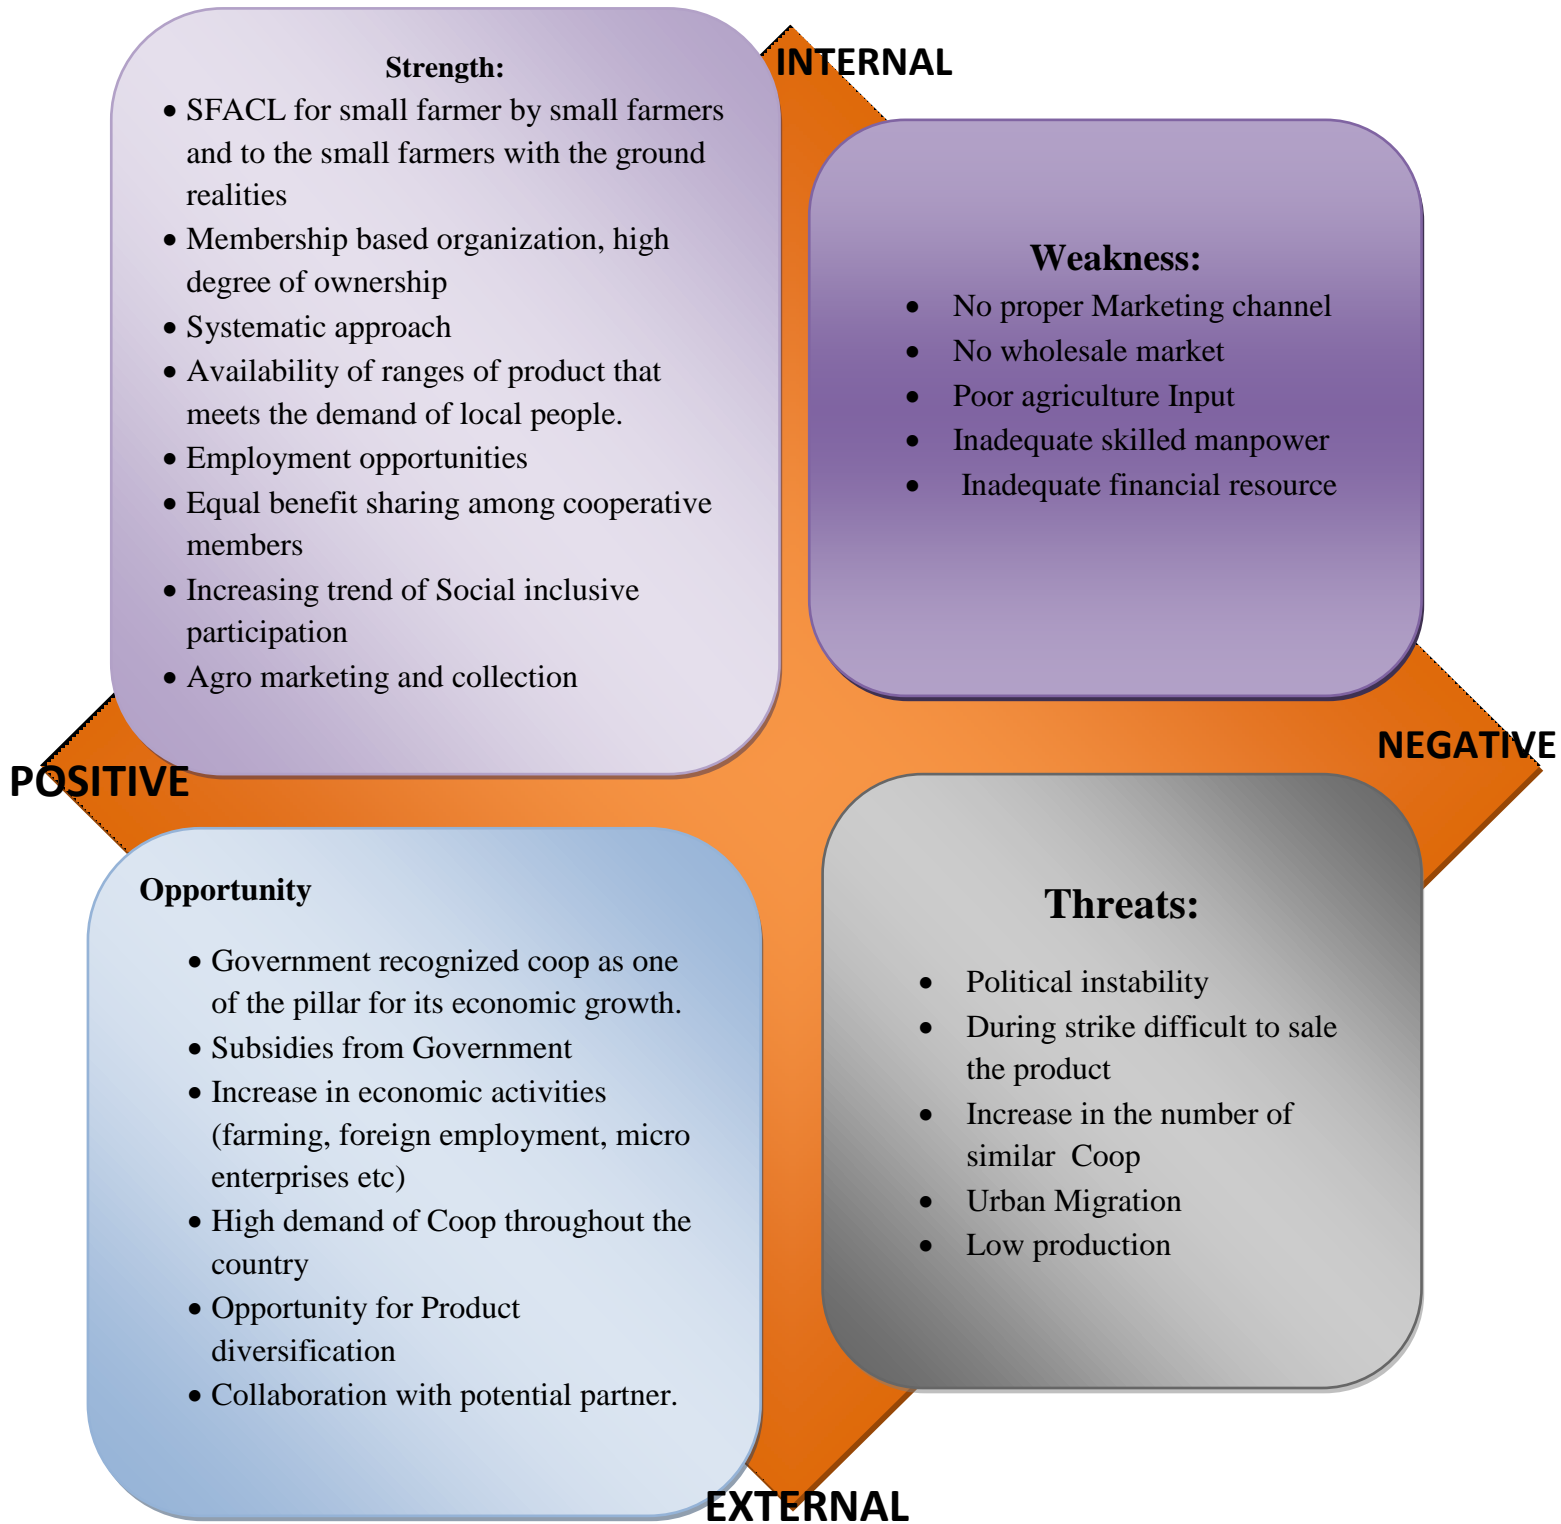 INTERNAL
Strength:
• SFACL for small farmer by small farmers
and to the small farmers with the ground
realities
• Membership based organization, high
degree of ownership
• Systematic approach
• Availability of ranges of product that
meets the demand of local people.
• Employment opportunities
• Equal benefit sharing among cooperative
members
• Increasing trend of Social inclusive
participation
• Agro marketing and collection
Weakness:
• No proper Marketing channel
• No wholesale market
• Poor agriculture Input
• Inadequate skilled manpower
• Inadequate financial resource
POSITIVE
NEGATIVE
Opportunity
• Government recognized coop as one
of the pillar for its economic growth.
• Subsidies from Government
• Increase in economic activities
(farming, foreign employment, micro
enterprises etc)
• High demand of Coop throughout the
country
• Opportunity for Product
diversification
• Collaboration with potential partner.
Threats:
• Political instability
• During strike difficult to sale
the product
• Increase in the number of
similar Coop
• Urban Migration
• Low production
EXTERNAL